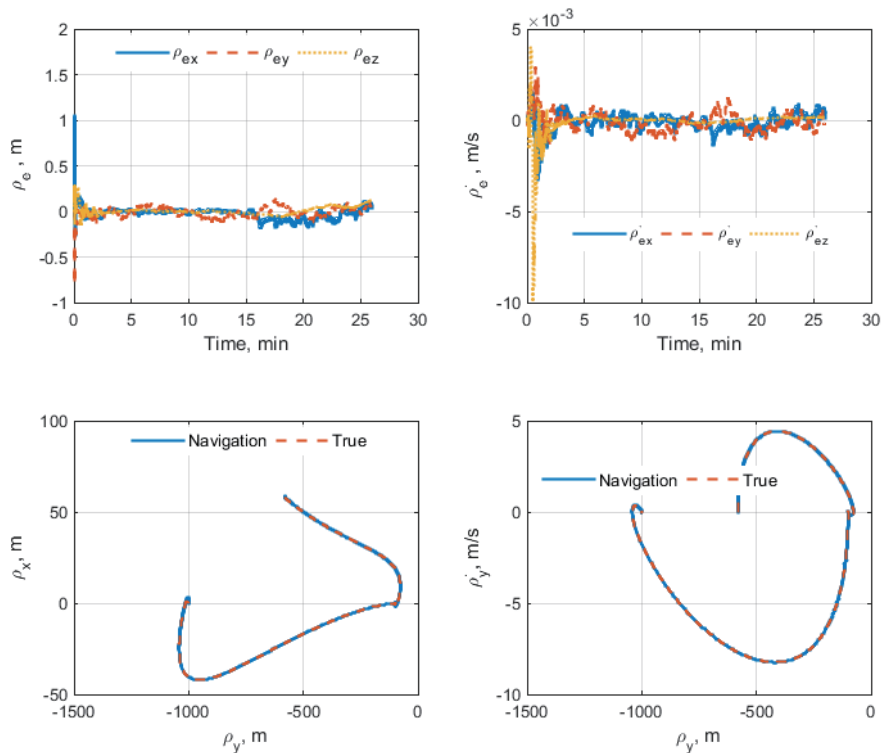 2
ρex ρey ρez
1.5
1
0.5
0
-0.5
-1
ρe , m
0 5 10 15 20 25 30
Time, min
5 ×10-3
0
-5
-10
ρ̇e , m/s
ρ̇ex ρ̇ey ρ̇ez
0 5 10 15 20 25 30
Time, min
100
Navigation True
50
0
-50
ρx, m
-1500 -1000 -500 0
ρy, m
5
Navigation True
0
-5
-10
ρ̇y, m/s
-1500 -1000 -500 0
ρy, m